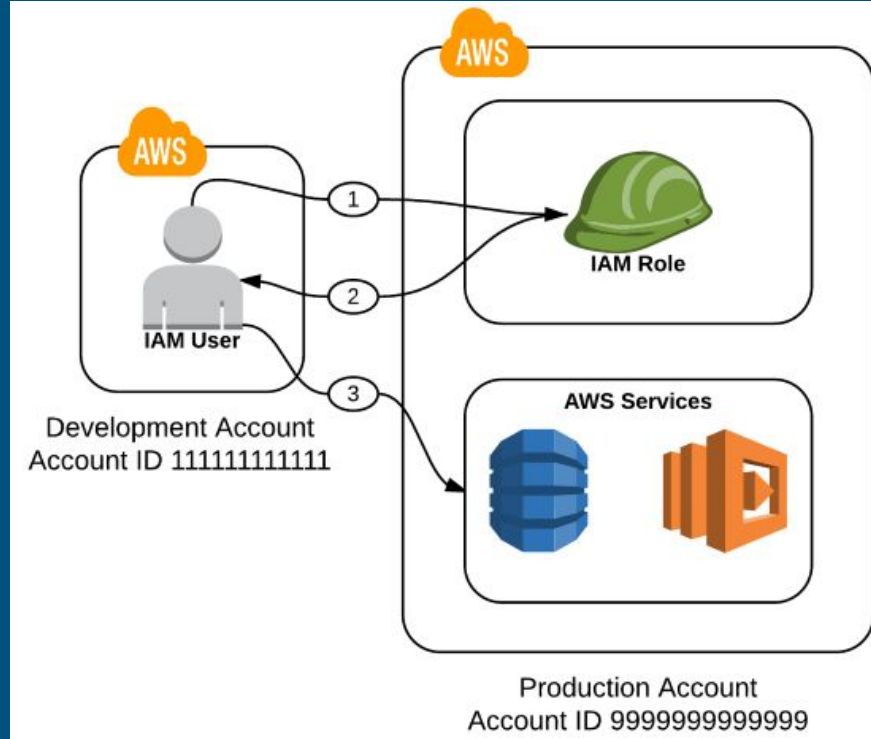 AWS
AWS
1
IAM Role
2
IAM User
3
AWS Services
Development Account
Account ID 111111111111
Production Account
Account ID 9999999999999